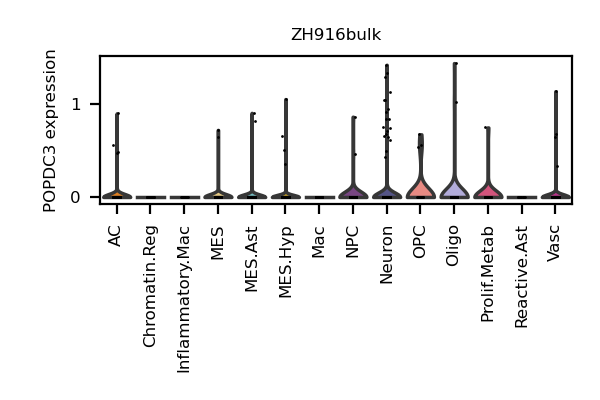 ZH916bulk
POPDC3 expression
1
0
AC
Chromatin.Reg
Inflammatory.Mac
MES
MES.Ast
MES.Hyp
Mac
NPC
Neuron
OPC
Oligo
Prolif.Metab
Reactive.Ast
Vasc